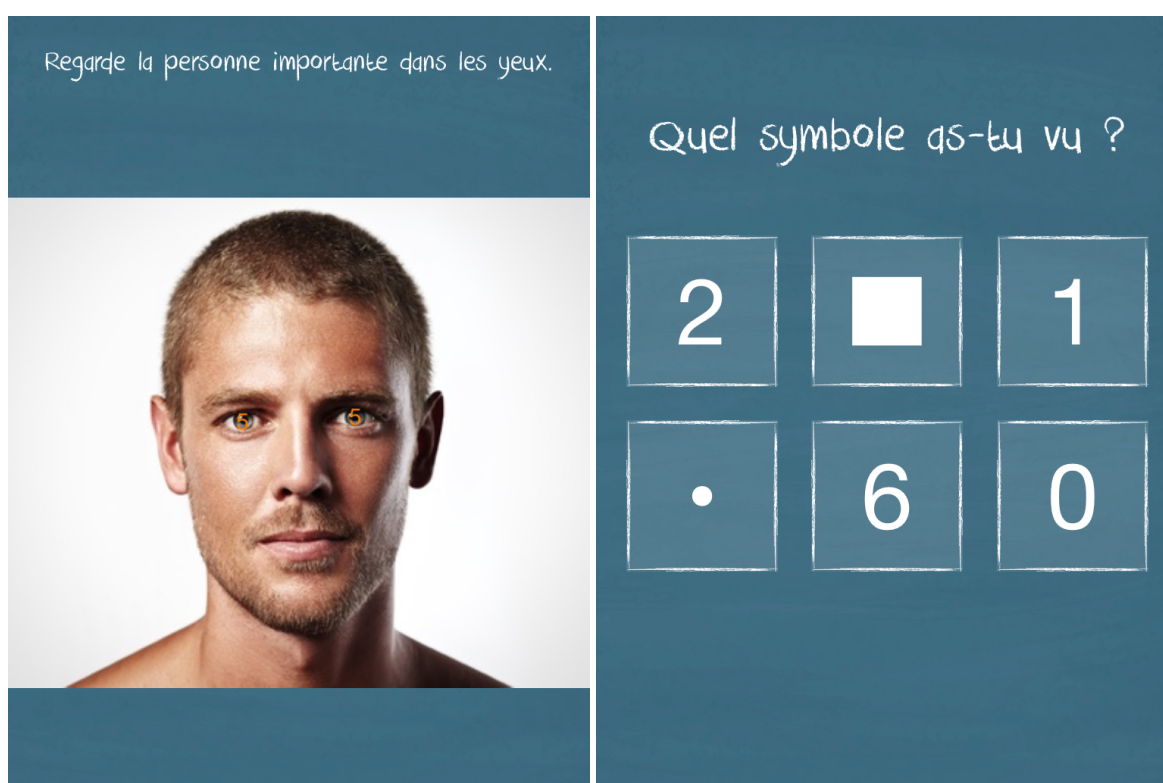 Regarde la personne importante dans les yeux.
5 5
Quel symbole as-tu vu ?
2 1
6 0